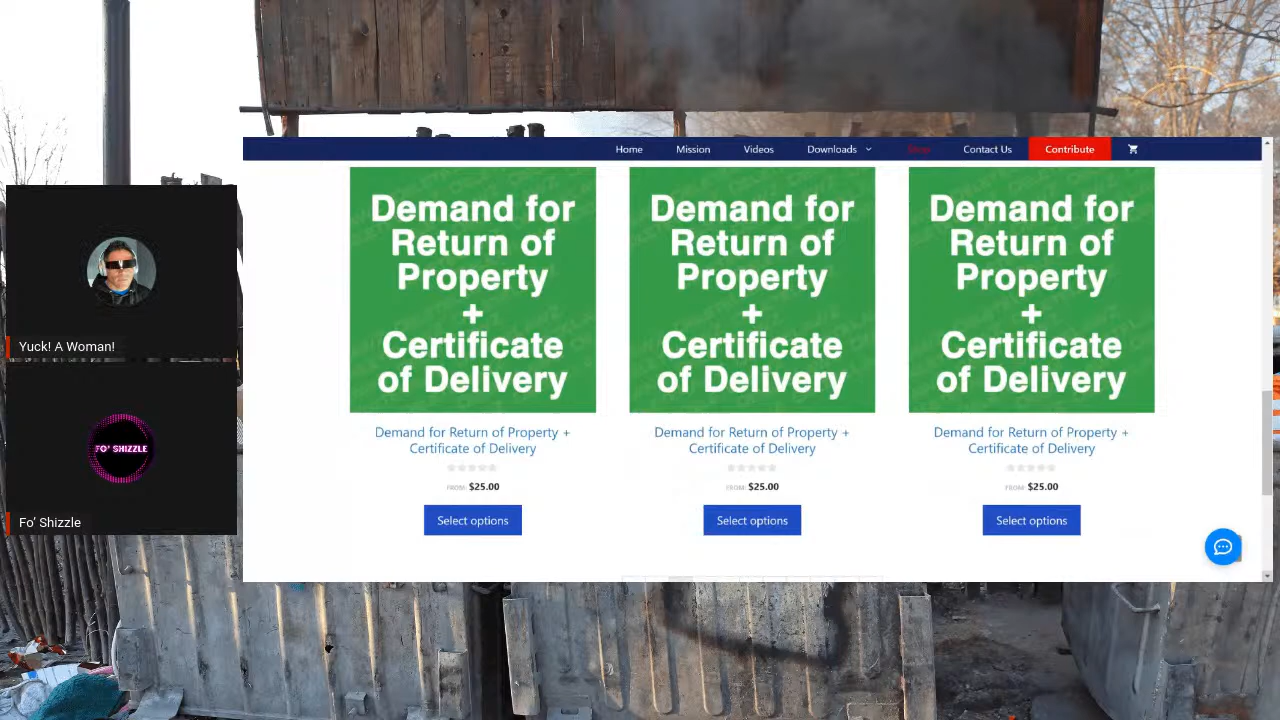 Home Mission Videos Downloads Shop Contact Us Contribute
Demand for
Return of
Property
+
Certificate
of Delivery
Demand for
Return of
Property
+
Certificate
of Delivery
Demand for
Return of
Property
+
Certificate
of Delivery
Demand for Return of Property +
Certificate of Delivery
FROM: $25.00
Select options
Demand for Return of Property +
Certificate of Delivery
FROM: $25.00
Select options
Demand for Return of Property +
Certificate of Delivery
FROM: $25.00
Select options
Yuck! A Woman!
FO' SHIZZLE
Fo' Shizzle